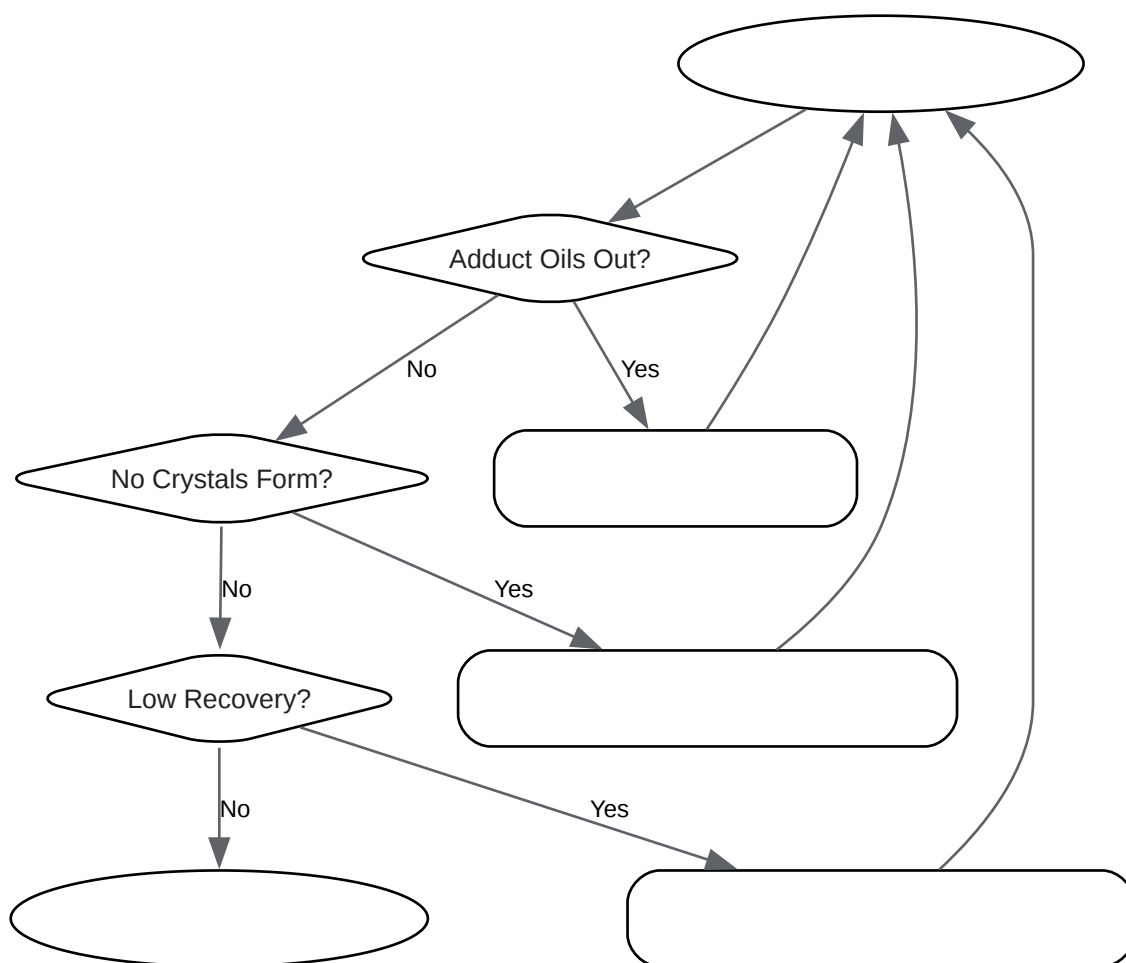 Adduct Oils Out?
No
Yes
No Crystals Form?
No
Yes
Low Recovery?
No
Yes